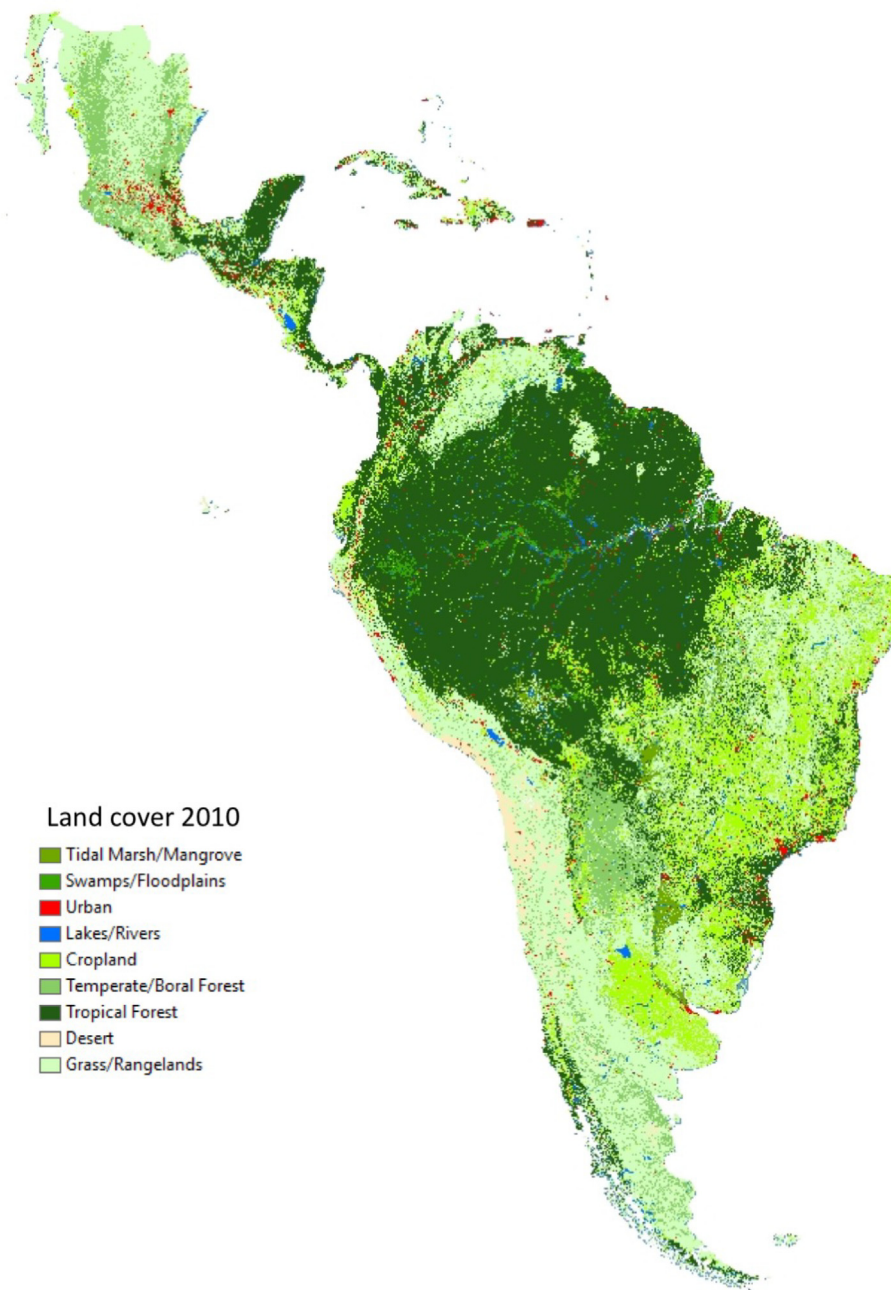 Land cover 2010
Tidal Marsh/Mangrove
Swamps/Floodplains
Urban
Lakes/Rivers
Cropland
Temperate/Boral Forest
Tropical Forest
Desert
Grass/Rangelands